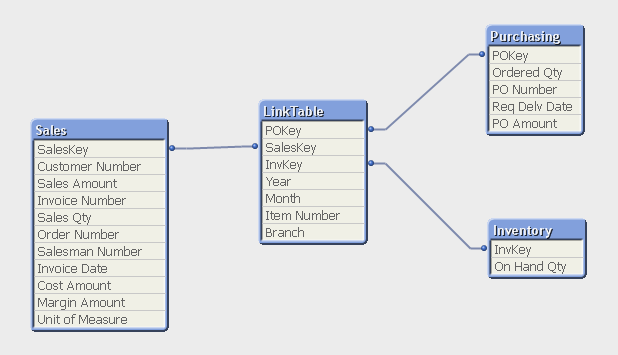 Sales
SalesKey
Customer Number
Sales Amount
Invoice Number
Sales Qty
Order Number
Salesman Number
Invoice Date
Cost Amount
Margin Amount
Unit of Measure
LinkTable
POKey
SalesKey
InvKey
Year
Month
Item Number
Branch
Purchasing
POKey
Ordered Qty
PO Number
Req Delv Date
PO Amount
Inventory
InvKey
On Hand Qty